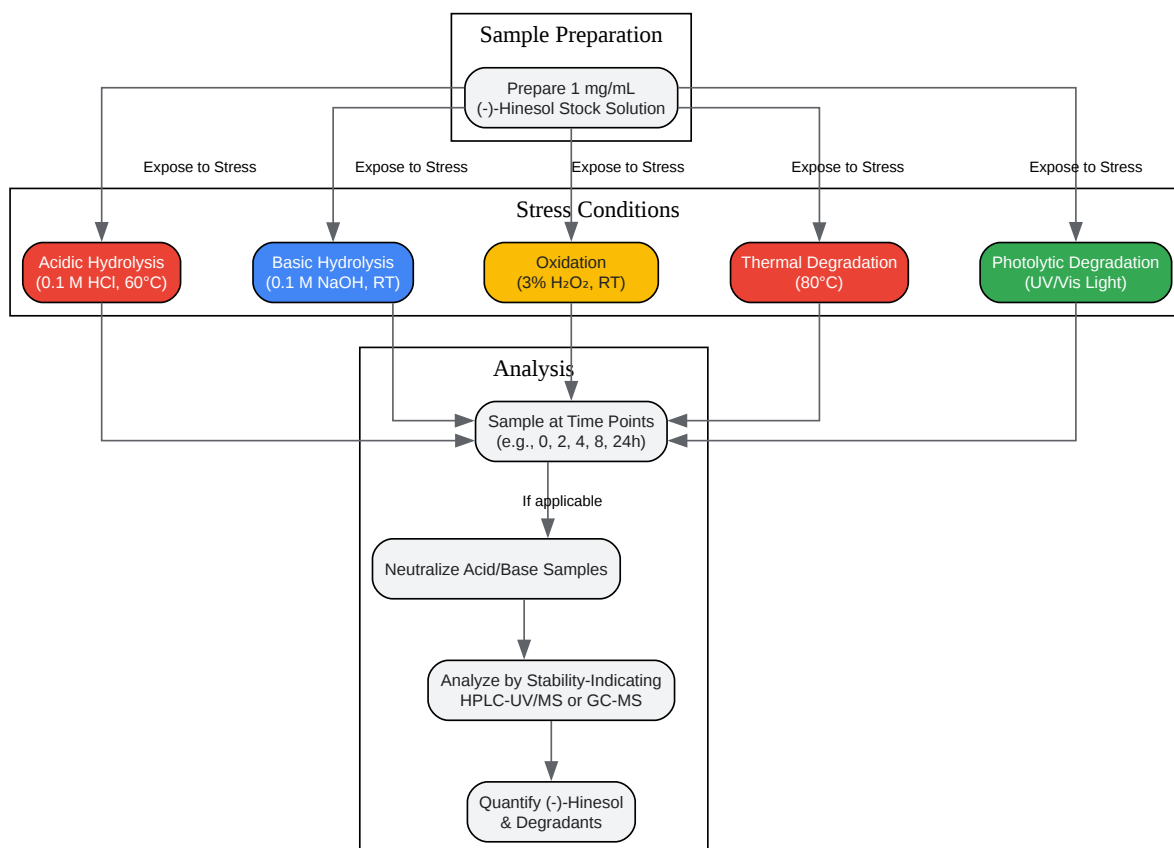 Sample Preparation
Prepare 1 mg/mL
(-)-Hinesol Stock Solution
Expose to Stress
Expose to Stress
Expose to Stress
Expose to Stress
Expose to Stress
Stress Conditions
Acidic Hydrolysis
(0.1 M HCl, 60°C)
Basic Hydrolysis
(0.1 M NaOH, RT)
Oxidation
(3% H₂O₂, RT)
Thermal Degradation
(80°C)
Photolytic Degradation
(UV/Vis Light)
Analysis
Sample at Time Points
(e.g., 0, 2, 4, 8, 24h)
If applicable
Neutralize Acid/Base Samples
Analyze by Stability-Indicating
HPLC-UV/MS or GC-MS
Quantify (-)-Hinesol
& Degradants